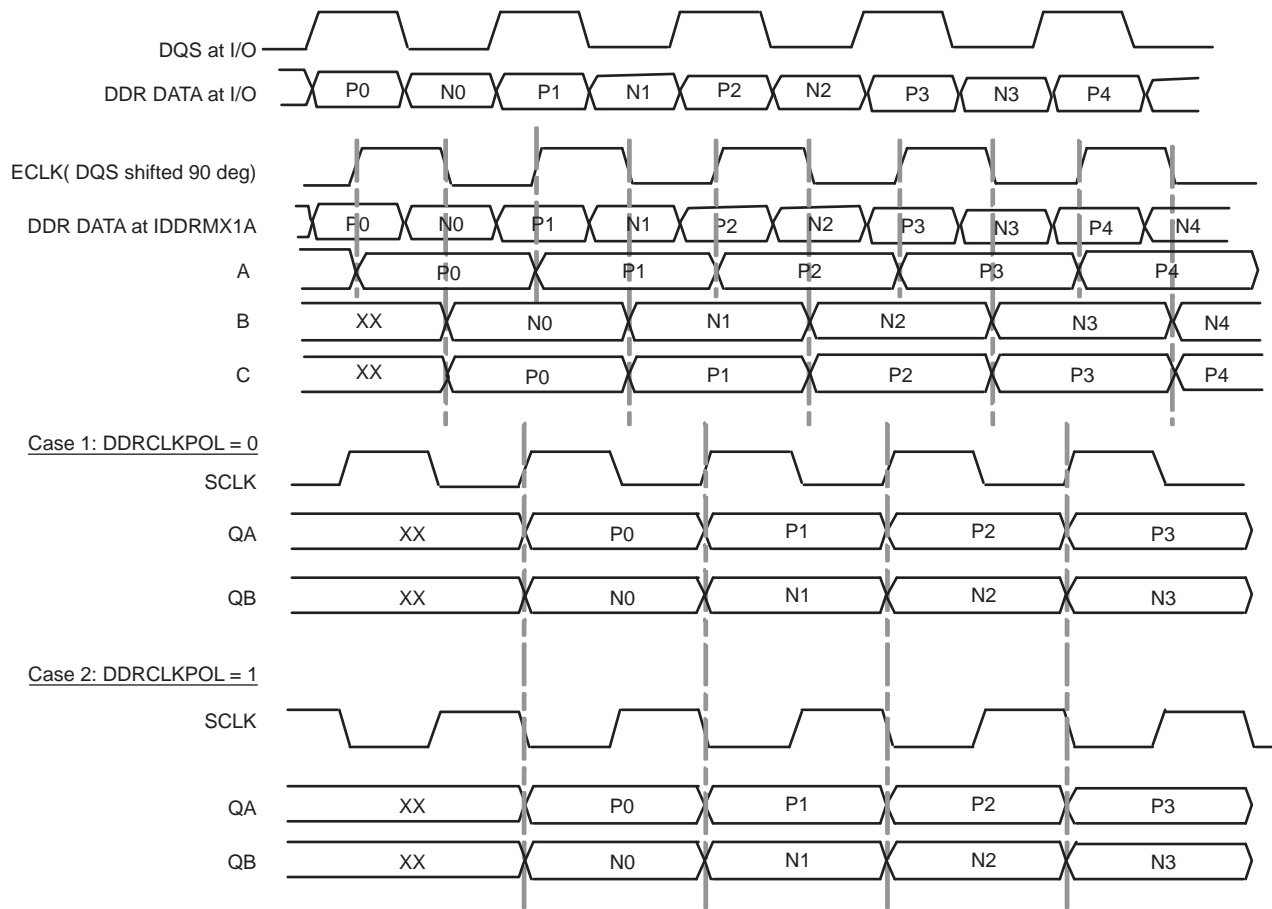 DQS at I/O
DDR DATA at I/O P0 N0 P1 N1 P2 N2 P3 N3 P4
ECLK( DQS shifted 90 deg)
DDR DATA at IDDRMX1A P0 N0 P1 N1 P2 N2 P3 N3 P4 N4
A P0 P1 P2 P3 P4
B XX N0 N1 N2 N3 N4
C XX P0 P1 P2 P3 P4
Case 1: DDRCLKPOL = 0
SCLK
QA XX P0 P1 P2 P3
QB XX N0 N1 N2 N3
Case 2: DDRCLKPOL = 1
SCLK
QA XX P0 P1 P2 P3
QB XX N0 N1 N2 N3